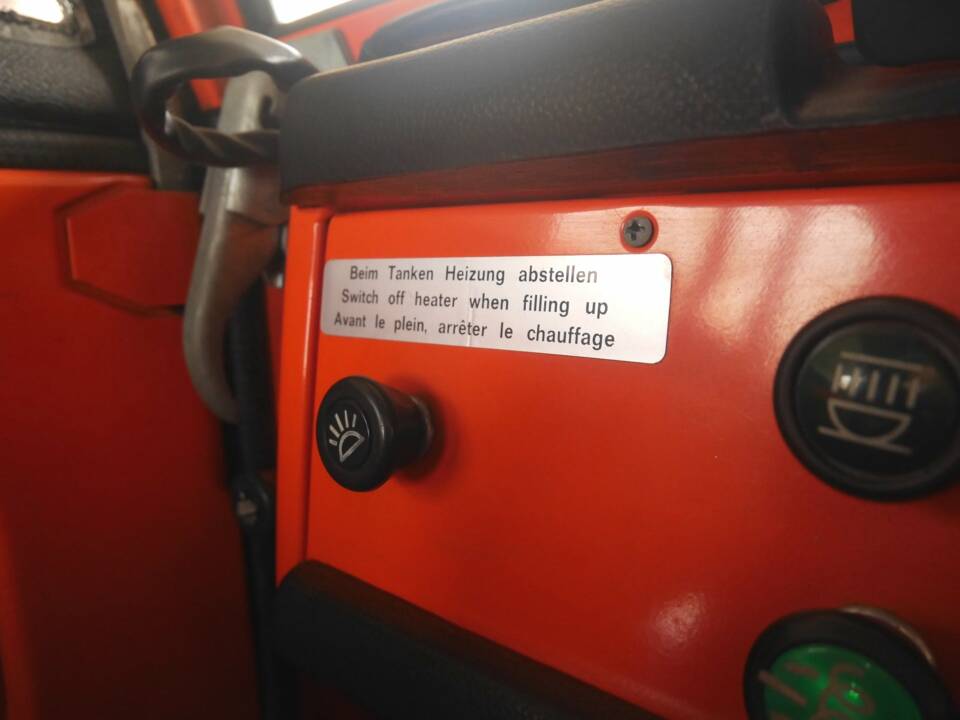 Beim Tanken Heizung abstellen
Switch off heater when filling up
Avant le plein, arrêter le chauffage